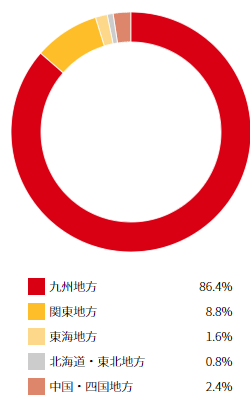 九州地方 86.4%
関東地方 8.8%
東海地方 1.6%
北海道・東北地方 0.8%
中国・四国地方 2.4%